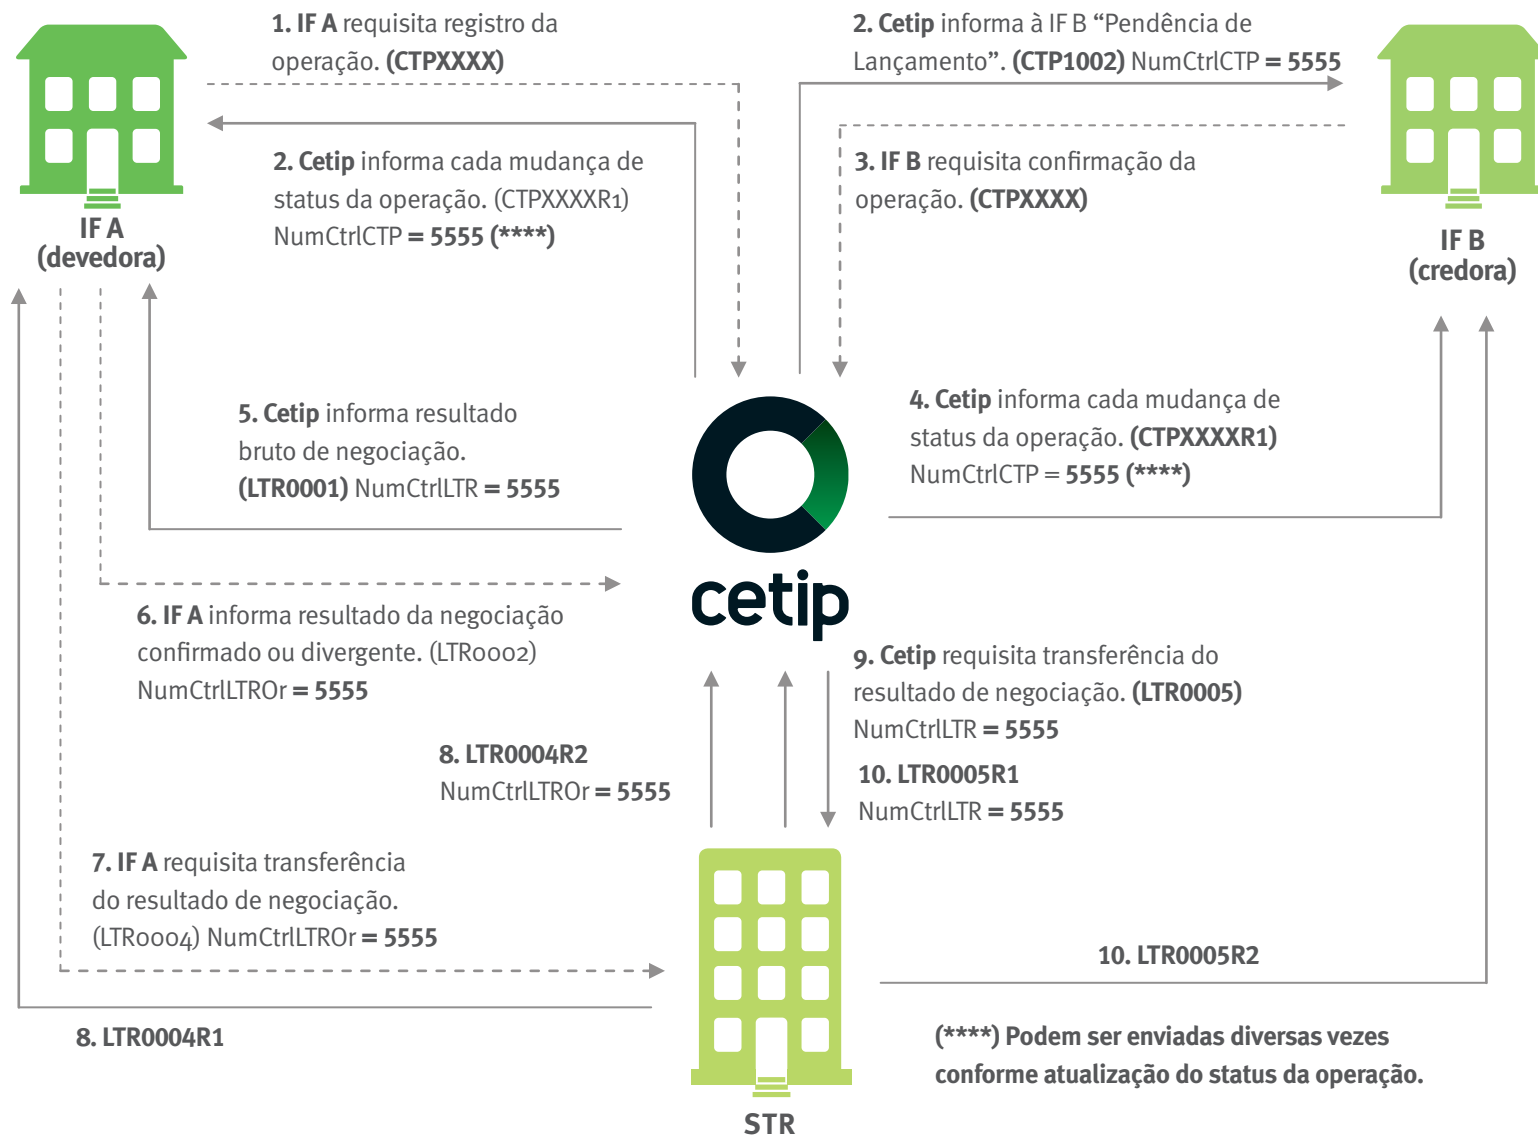 1. IF A requisita registro da
operação. (CTPXXXX)
2. Cetip informa à IF B “Pendência de
Lançamento”. (CTP1002) NumCtrlCTP = 5555
2. Cetip informa cada mudança de
status da operação. (CTPXXXXR1)
NumCtrlCTP = 5555 (****)
3. IF B requisita confirmação da
operação. (CTPXXXX)
IF A
(devedora)
IF B
(credora)
5. Cetip informa resultado
bruto de negociação.
(LTR0001) NumCtrlLTR = 5555
4. Cetip informa cada mudança de
status da operação. (CTPXXXXR1)
NumCtrlCTP = 5555 (****)
cetip
6. IF A informa resultado da negociação
confirmado ou divergente. (LTR0002)
NumCtrlLTROr = 5555
9. Cetip requisita transferência do
resultado de negociação. (LTR0005)
NumCtrlLTR = 5555
8. LTR0004R2
NumCtrlLTROr = 5555
10. LTR0005R1
NumCtrlLTR = 5555
7. IF A requisita transferência
do resultado de negociação.
(LTR0004) NumCtrlLTROr = 5555
10. LTR0005R2
8. LTR0004R1
(****) Podem ser enviadas diversas vezes
conforme atualização do status da operação.
STR